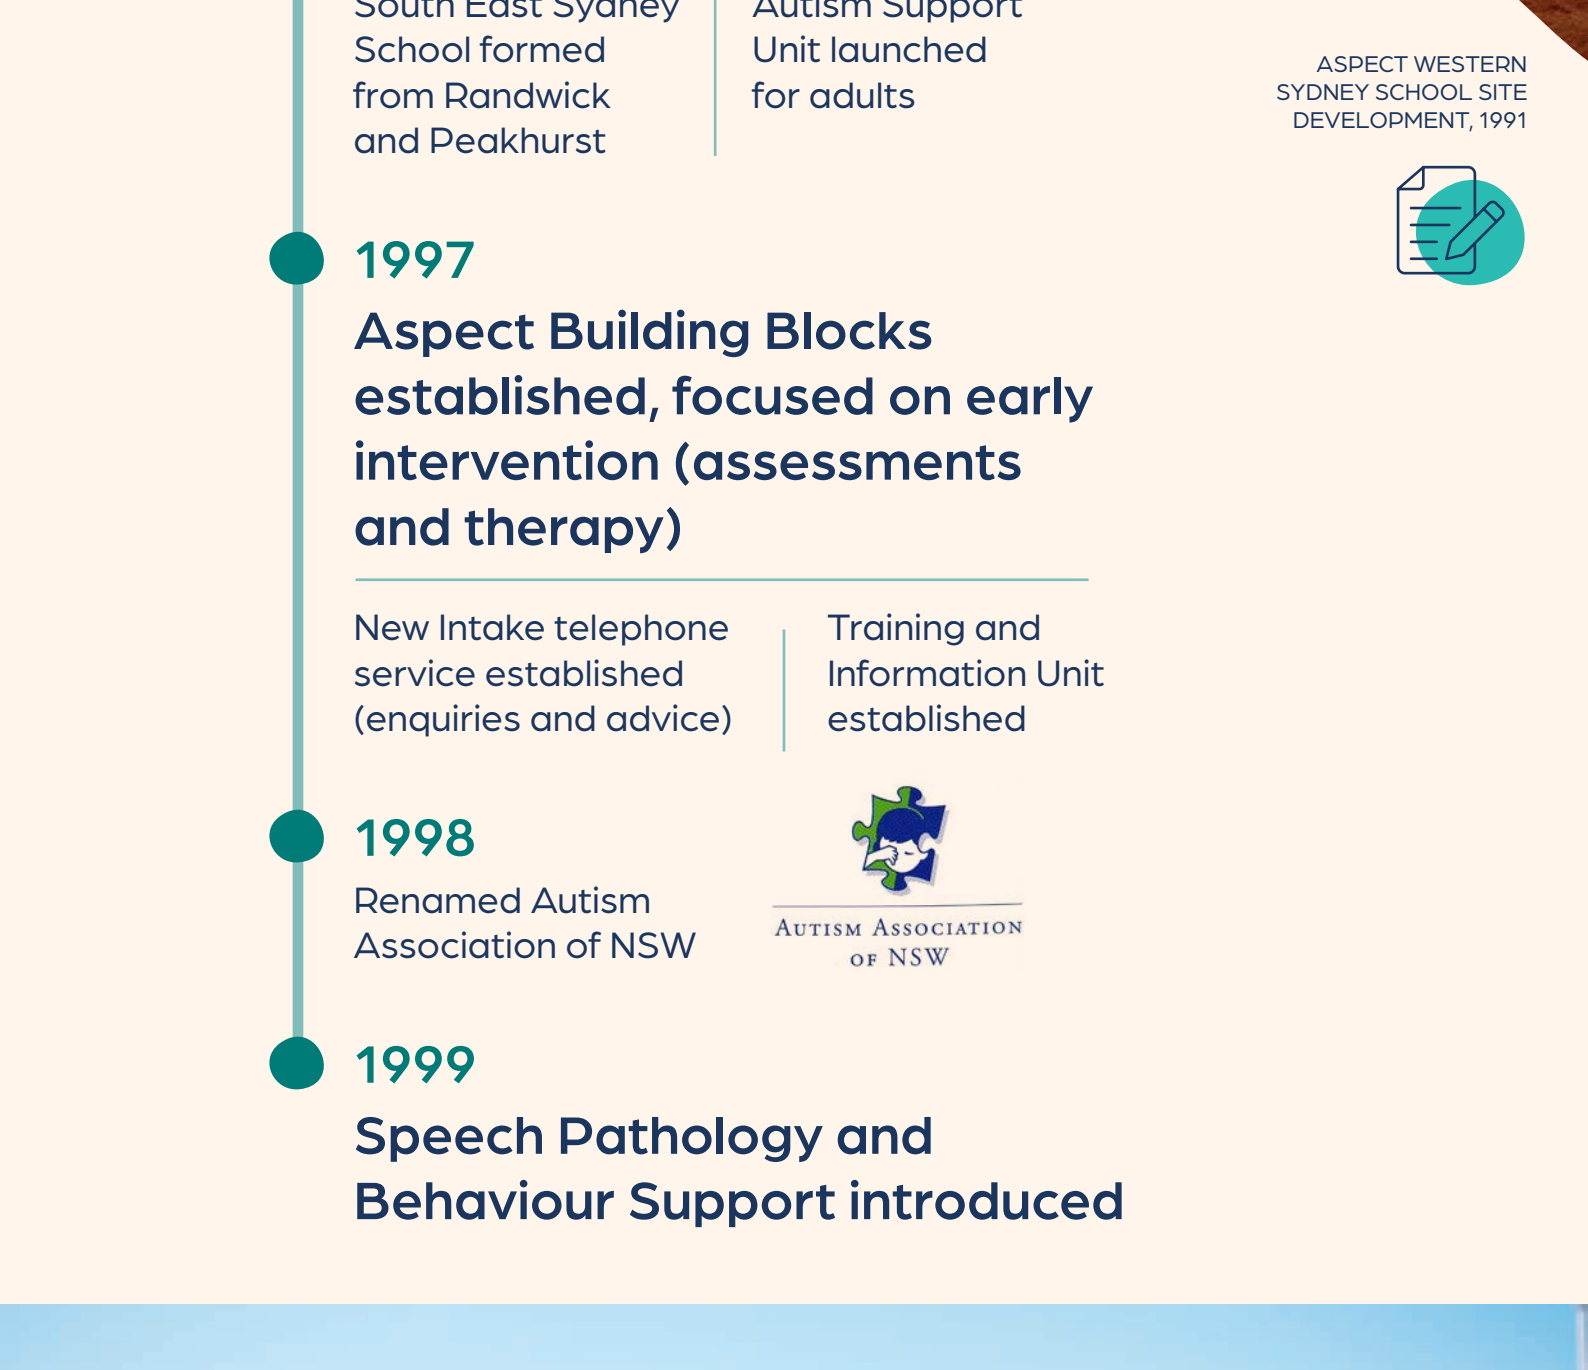 South East Sydney
School formed
from Randwick
and Peakhurst
Autism Support
Unit launched
for adults
ASPECT WESTERN
SYDNEY SCHOOL SITE
DEVELOPMENT, 1991
1997
Aspect Building Blocks
established, focused on early
intervention (assessments
and therapy)
New Intake telephone
service established
(enquiries and advice)
Training and
Information Unit
established
1998
Renamed Autism
Association of NSW
AUTISM ASSOCIATION
OF NSW
1999
Speech Pathology and
Behaviour Support introduced